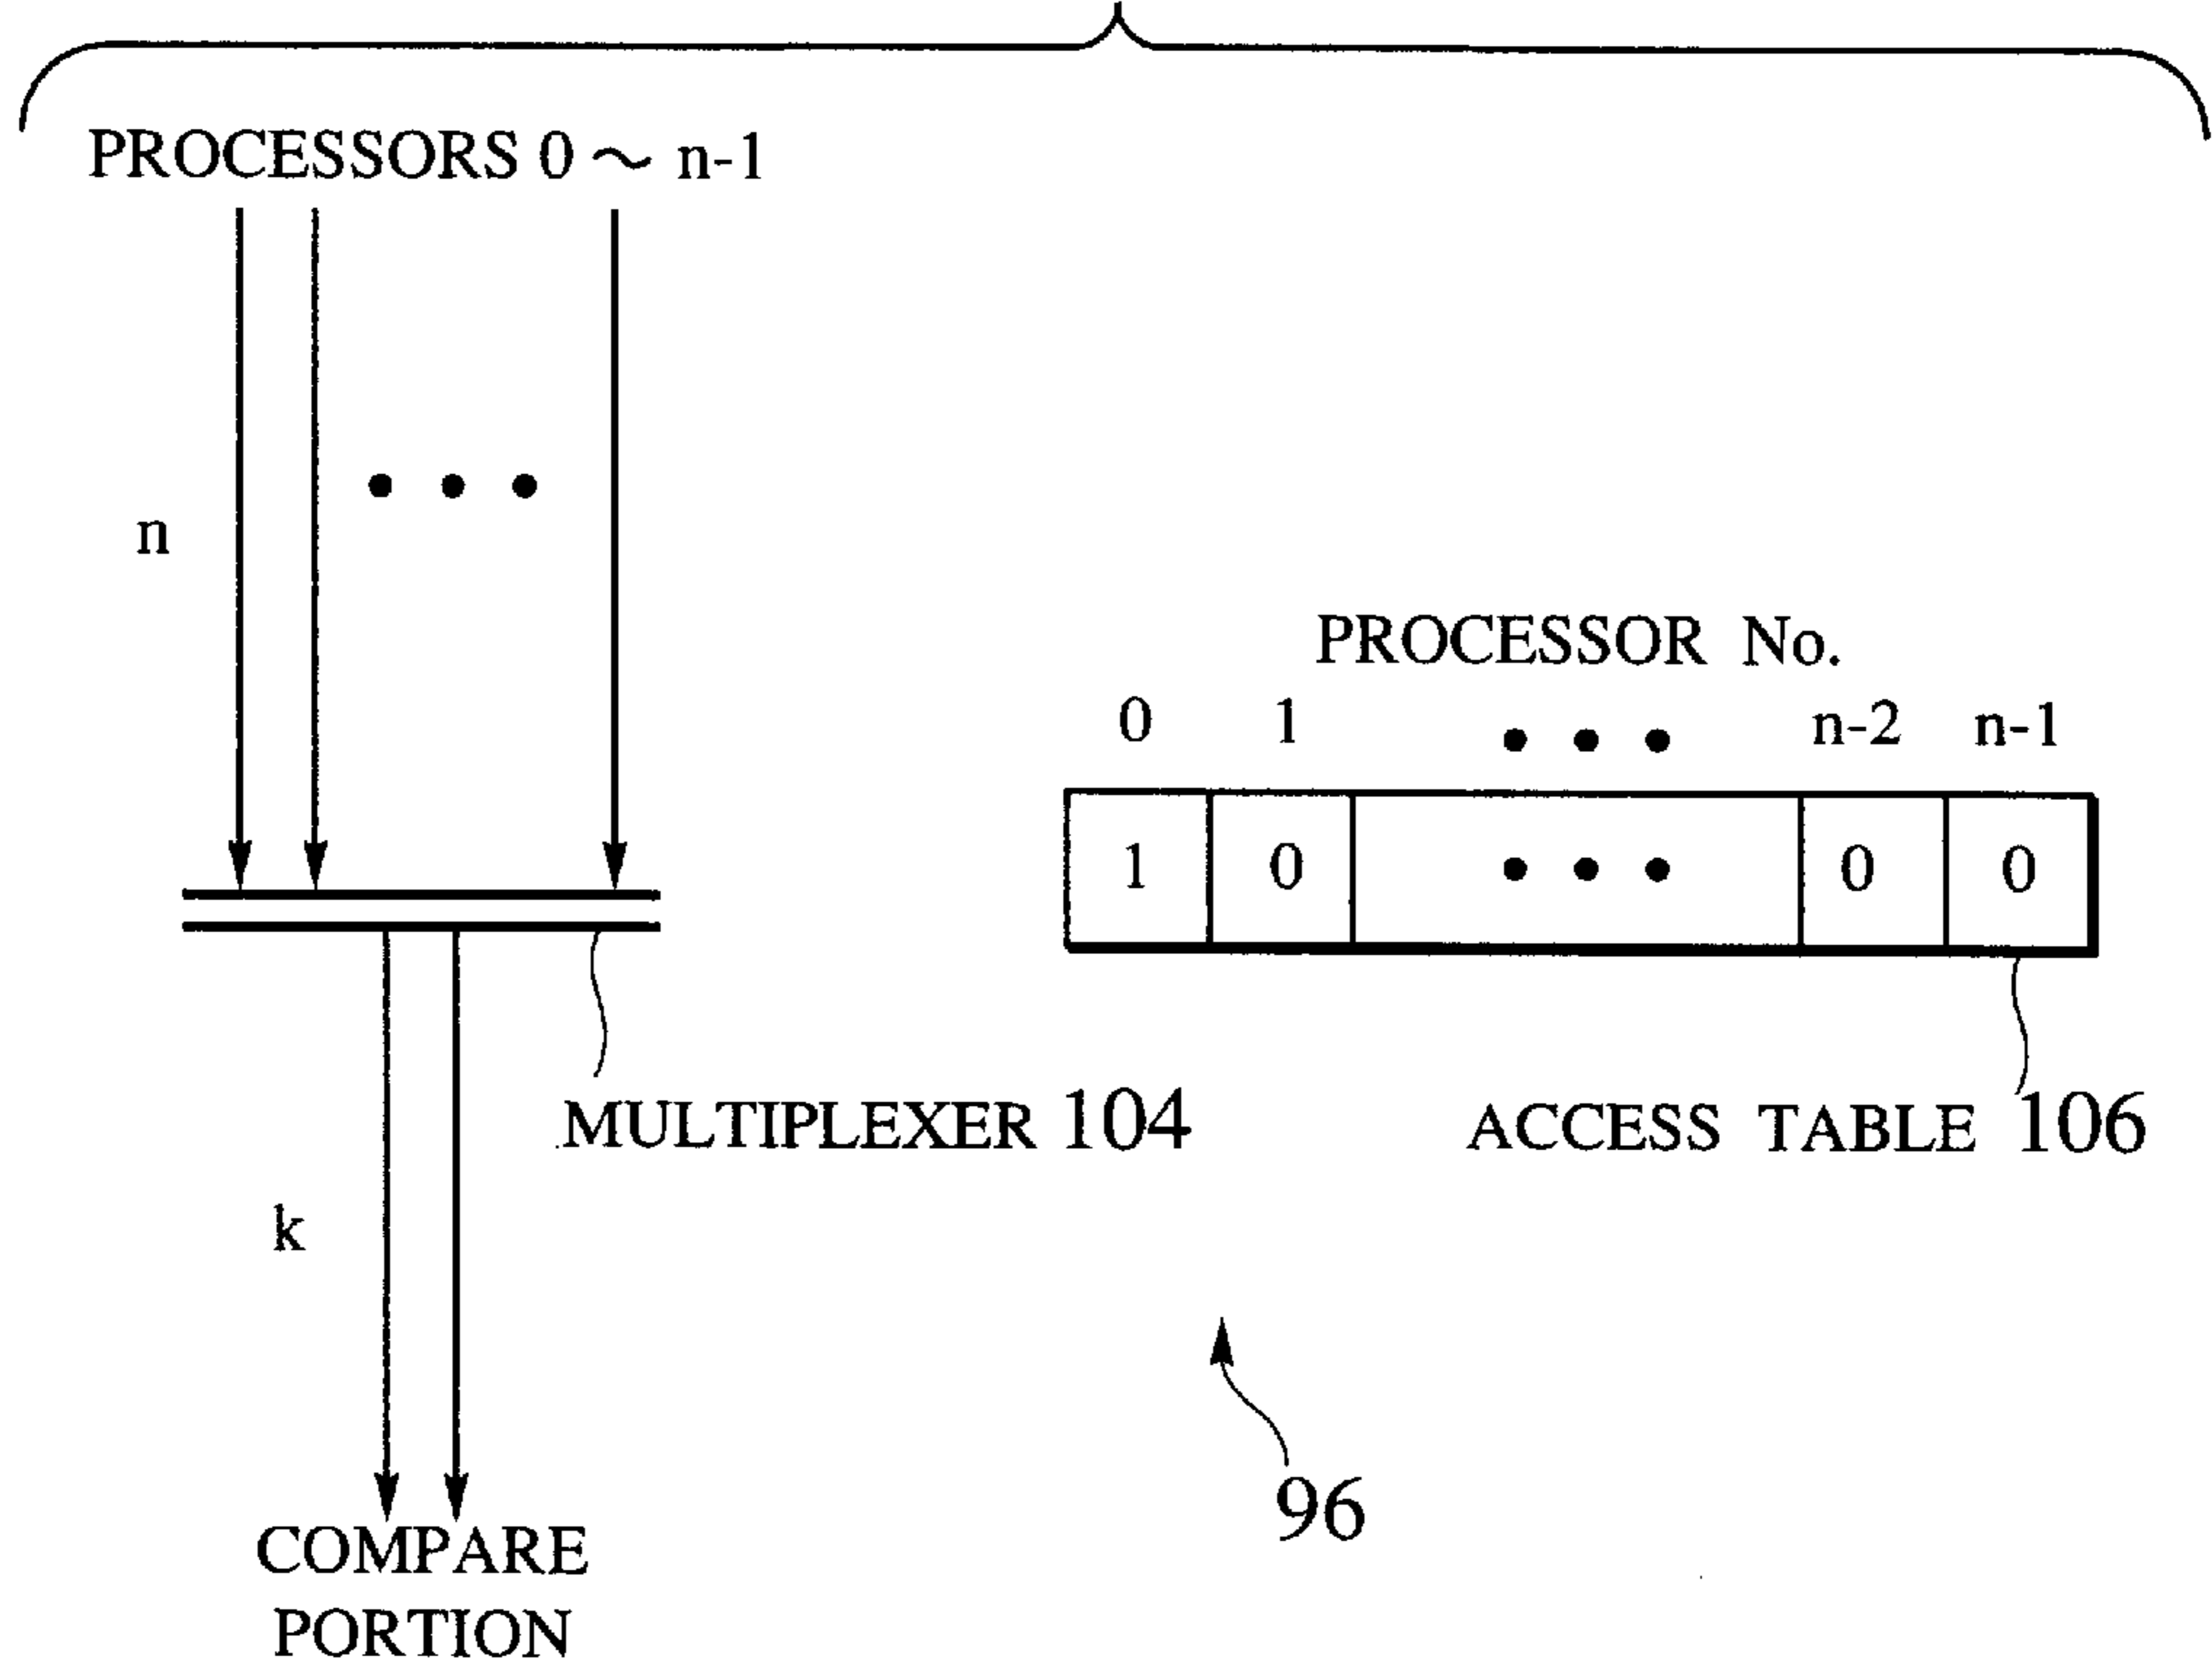 PROCESSORS 0 ~ n-1
n
PROCESSOR No.
0 1 • • • n-2 n-1
1 0 • • • 0 0
MULTIPLEXER 104
ACCESS TABLE 106
k
96
COMPARE
PORTION